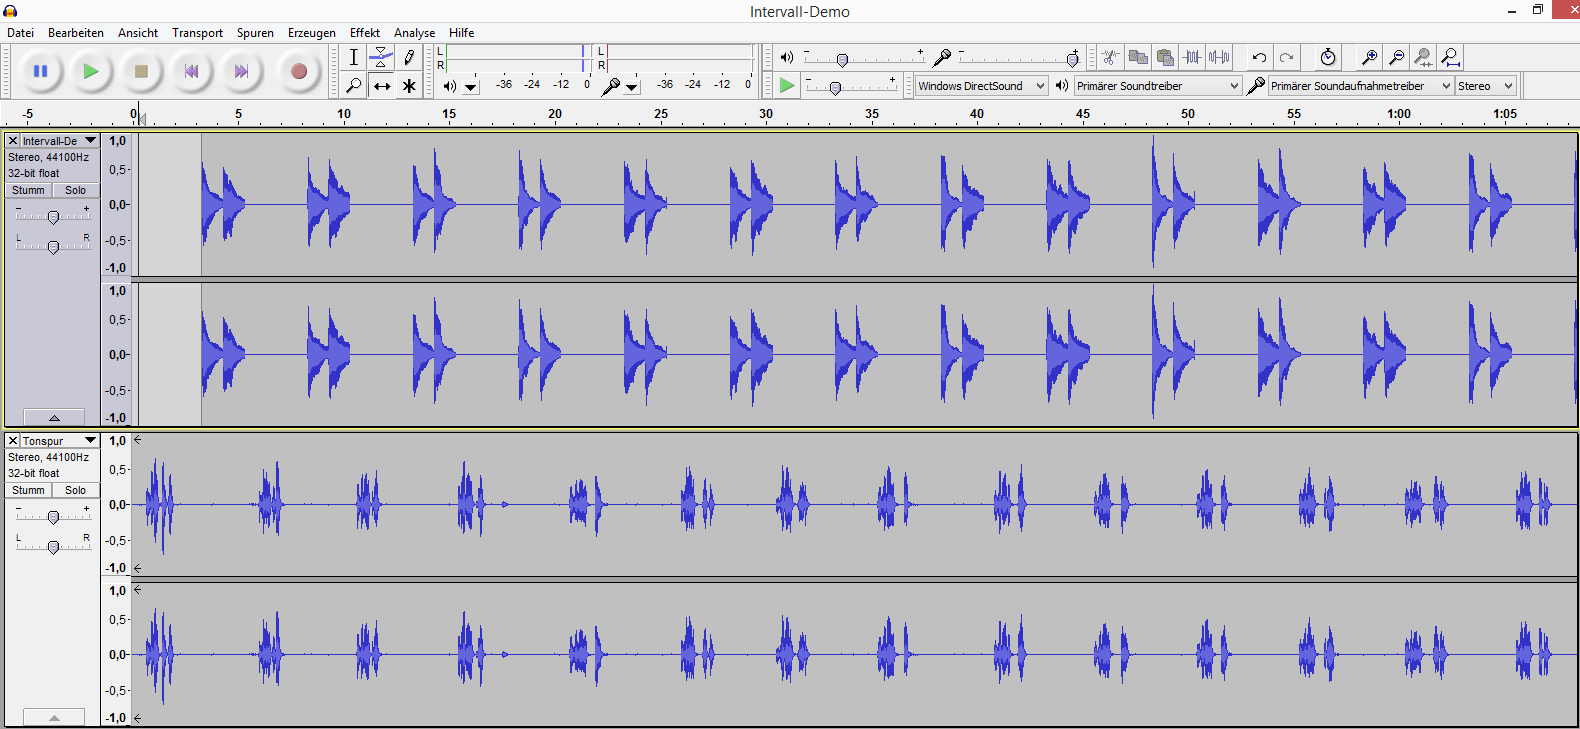 Intervall-Demo
Datei Bearbeiten Ansicht Transport Spuren Erzeugen Effekt Analyse Hilfe
L R L R
-36 -24 -12 0 -36 -24 -12 0
Windows DirectSound Primärer Soundtreiber Primärer Soundaufnahmetreiber Stereo
-5 0 5 10 15 20 25 30 35 40 45 50 55 1:00 1:05
Intervall-De
Stereo, 44100Hz
32-bit float
Stumm Solo
- +
L R
1,0
0,5-
0,0-
-0,5-
-1,0
1,0
0,5-
0,0-
-0,5-
-1,0
Tonspur
Stereo, 44100Hz
32-bit float
Stumm Solo
- +
L R
1,0
0,5-
0,0-
-0,5-
-1,0
1,0
0,5-
0,0-
-0,5-
-1,0